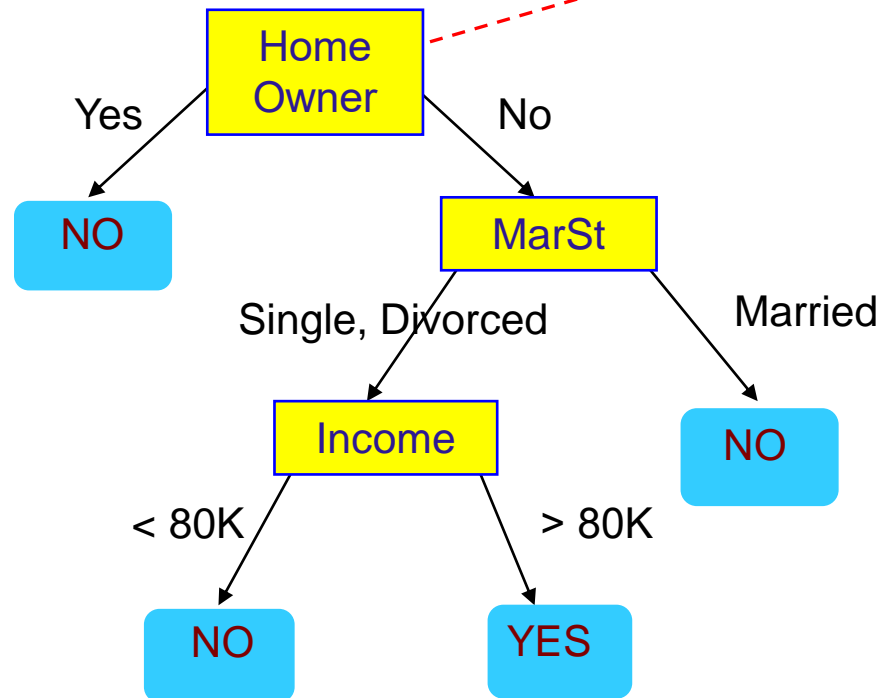 Home
Owner
Yes
No
NO
MarSt
Single, Divorced
Married
Income
NO
< 80K
> 80K
NO
YES